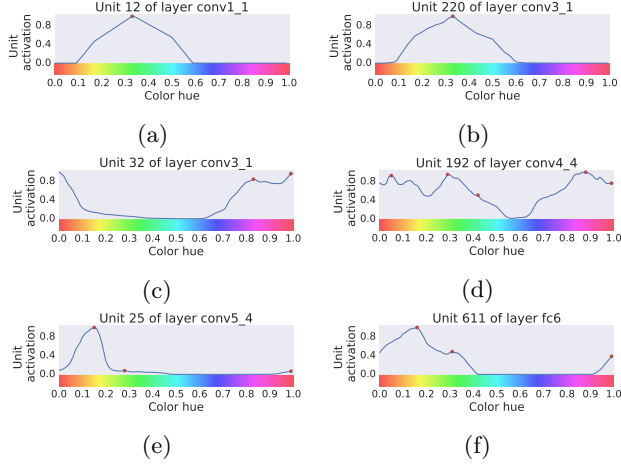 Unit 12 of layer conv1_1
Unit activation
0.8
0.4
0.0
0.0 0.1 0.2 0.3 0.4 0.5 0.6 0.7 0.8 0.9 1.0
Color hue
(a)
Unit 220 of layer conv3_1
Unit activation
0.8
0.4
0.0
0.0 0.1 0.2 0.3 0.4 0.5 0.6 0.7 0.8 0.9 1.0
Color hue
(b)
Unit 32 of layer conv3_1
Unit activation
0.8
0.4
0.0
0.0 0.1 0.2 0.3 0.4 0.5 0.6 0.7 0.8 0.9 1.0
Color hue
(c)
Unit 192 of layer conv4_4
Unit activation
0.8
0.4
0.0
0.0 0.1 0.2 0.3 0.4 0.5 0.6 0.7 0.8 0.9 1.0
Color hue
(d)
Unit 25 of layer conv5_4
Unit activation
0.8
0.4
0.0
0.0 0.1 0.2 0.3 0.4 0.5 0.6 0.7 0.8 0.9 1.0
Color hue
(e)
Unit 611 of layer fc6
Unit activation
0.8
0.4
0.0
0.0 0.1 0.2 0.3 0.4 0.5 0.6 0.7 0.8 0.9 1.0
Color hue
(f)